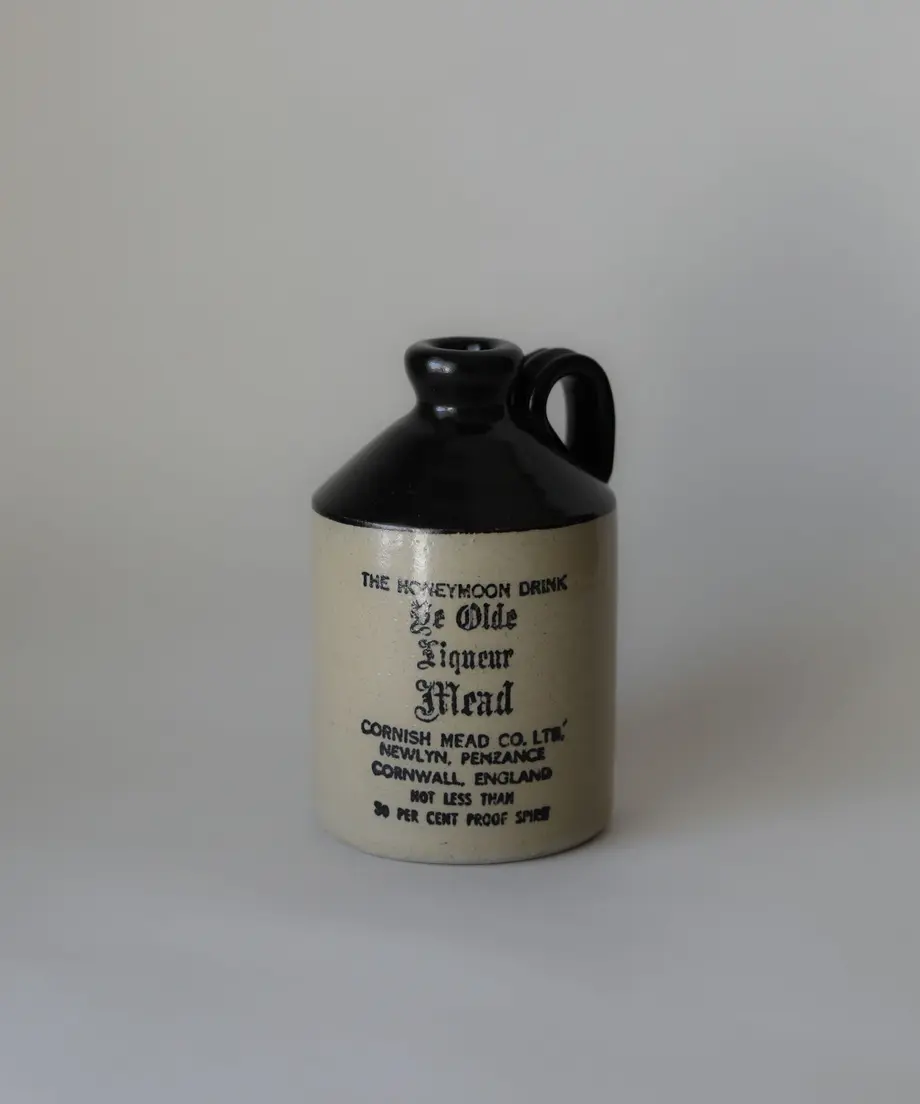 THE HONEYMOON DRINK
Ye Olde
Liqueur
Mead
CORNISH MEAD CO. LTD,
NEWLYN, PENZANCE
CORNWALL, ENGLAND
NOT LESS THAN
30 PER CENT PROOF SPIRIT